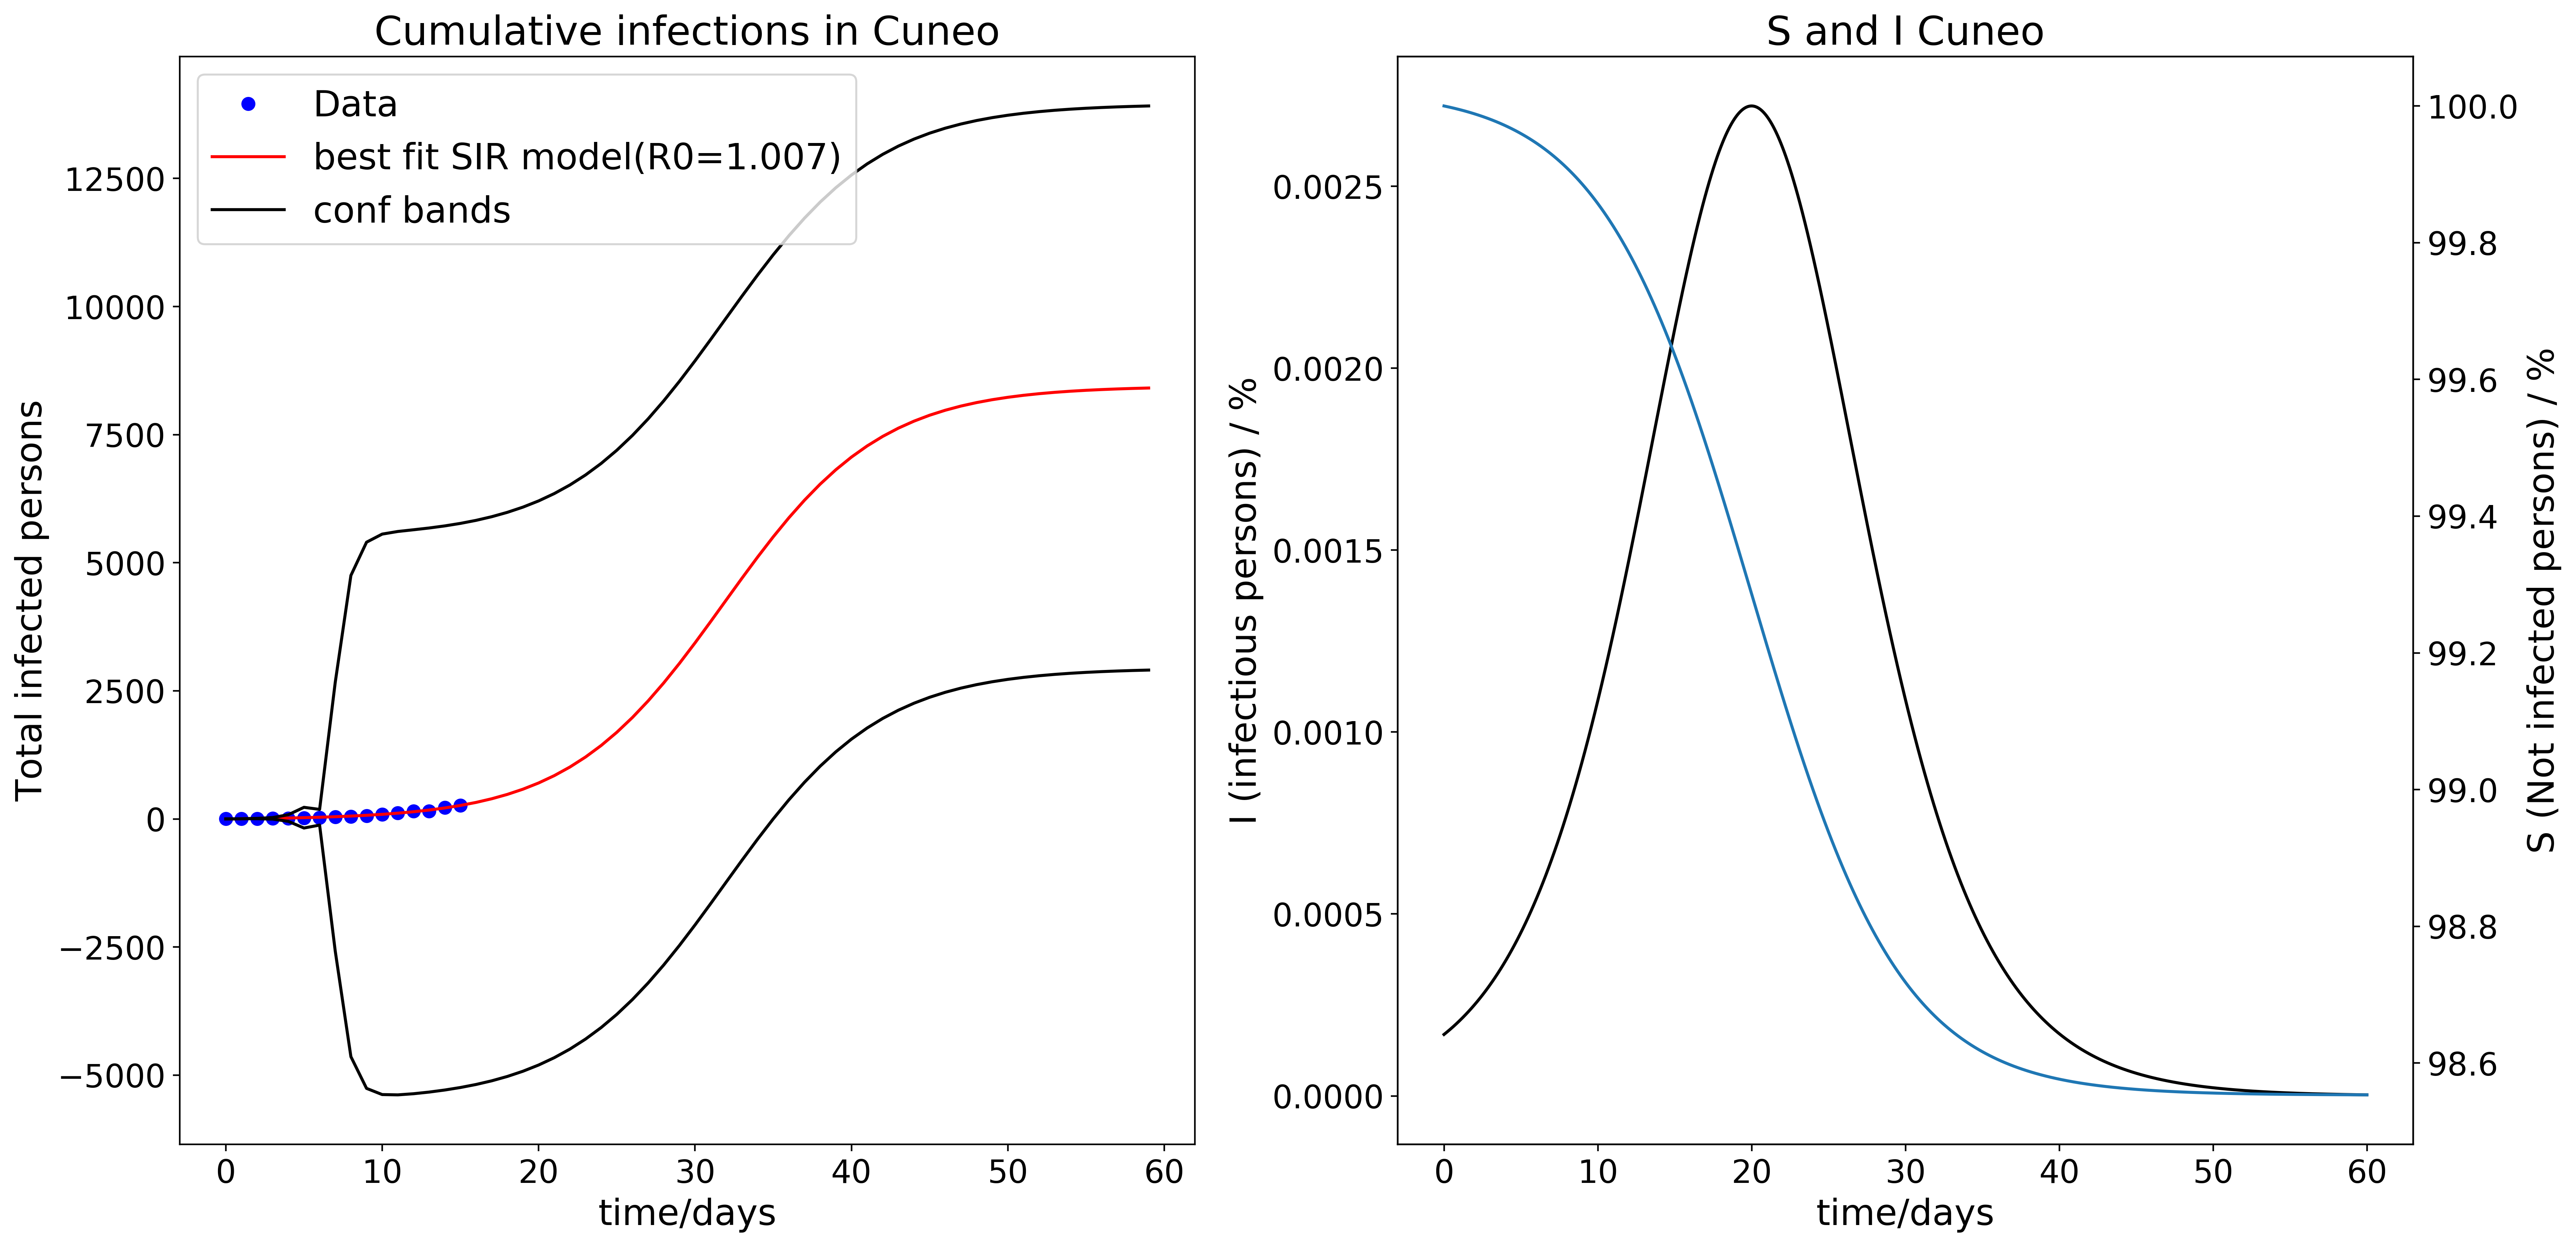 Cumulative infections in Cuneo
Data
best fit SIR model(R0=1.007)
conf bands
12500
10000
7500
5000
2500
0
−2500
−5000
Total infected persons
0 10 20 30 40 50 60
time/days
S and I Cuneo
0.0025
0.0020
0.0015
0.0010
0.0005
0.0000
I (infectious persons) / %
100.0
99.8
99.6
99.4
99.2
99.0
98.8
98.6
S (Not infected persons) / %
0 10 20 30 40 50 60
time/days